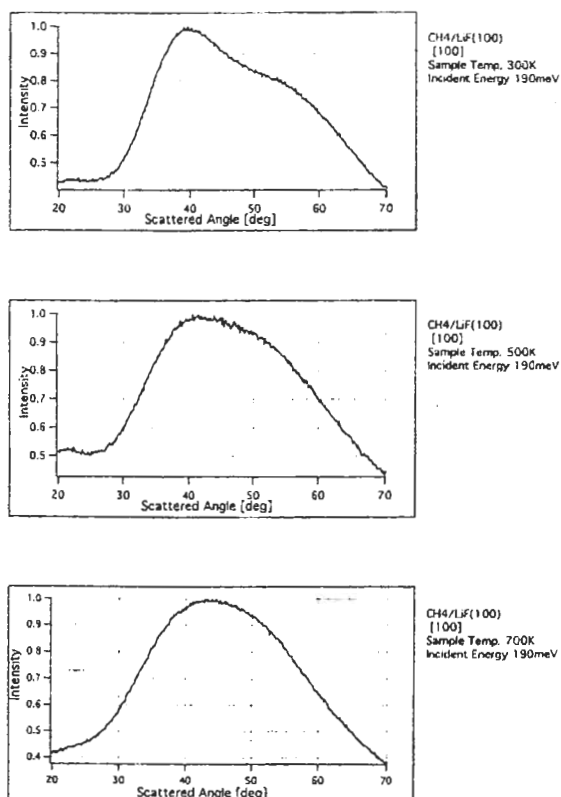 CH4/LiF(100)
[100]
Sample Temp. 300K
Incident Energy 190meV
Intensity
1.0
0.9
0.8
0.7
0.6
0.5
20 30 40 50 60 70
Scattered Angle [deg]
CH4/LiF(100)
[100]
Sample Temp. 500K
Incident Energy 190meV
Intensity
1.0
0.9
0.8
0.7
0.6
0.5
20 30 40 50 60 70
Scattered Angle [deg]
CH4/LiF(100)
[100]
Sample Temp. 700K
Incident Energy 190meV
Intensity
1.0
0.9
0.8
0.7
0.6
0.5
0.4
20 30 40 50 60 70
Scattered Angle [deg]